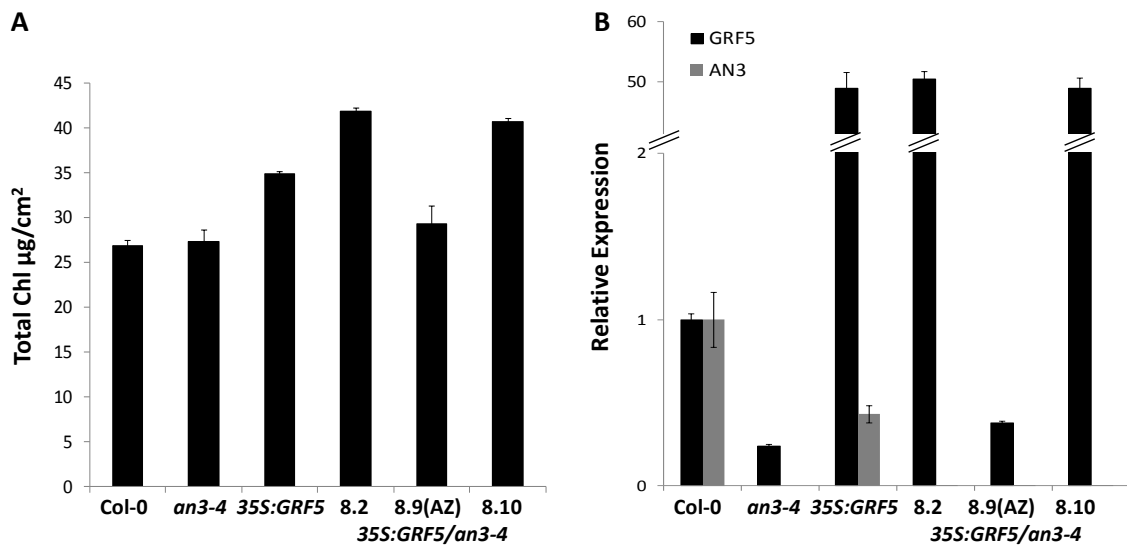 A
Total Chl µg/cm²
45
40
35
30
25
20
15
10
5
0
Col-0 an3-4 35S:GRF5 8.2 8.9(AZ) 8.10
35S:GRF5/an3-4
B
GRF5
AN3
Relative Expression
60
50
2
1
0
Col-0 an3-4 35S:GRF5 8.2 8.9(AZ) 8.10
35S:GRF5/an3-4